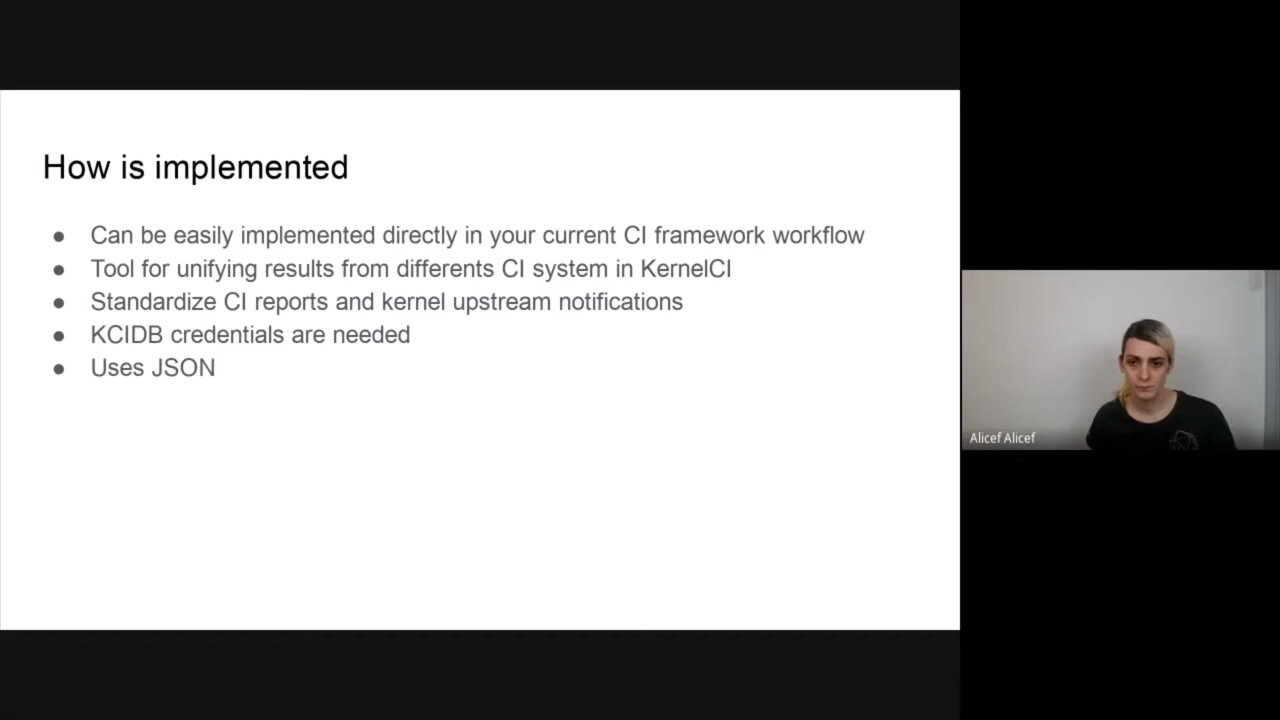 How is implemented
● Can be easily implemented directly in your current CI framework workflow
● Tool for unifying results from differents CI system in KernelCI
● Standardize CI reports and kernel upstream notifications
● KCIDB credentials are needed
● Uses JSON
Alicef Alicef